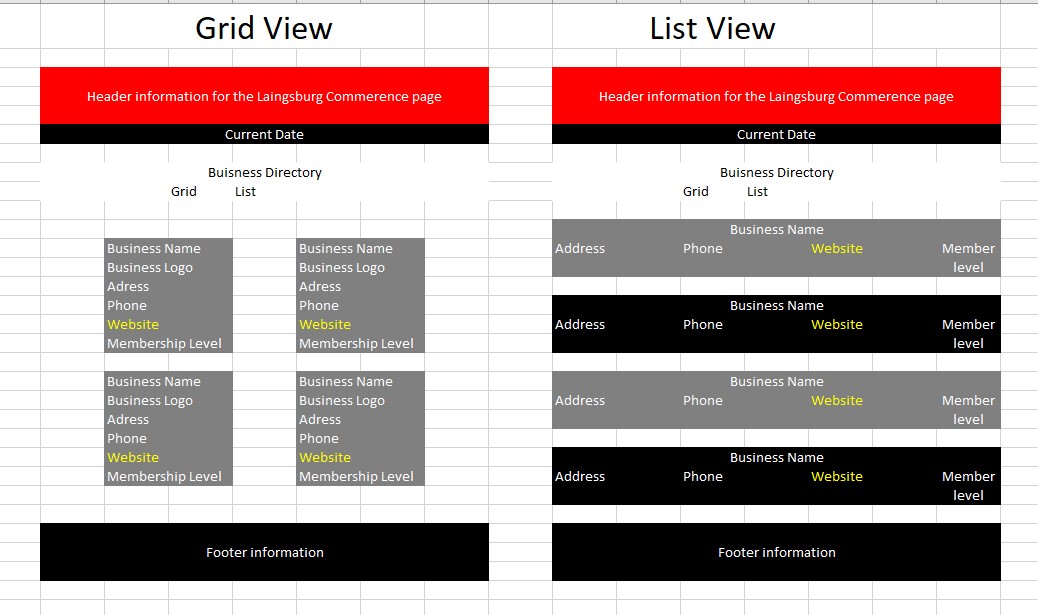 Grid View
Header information for the Laingsburg Commerence page
Current Date
Buisness Directory
Grid List
Business Name
Business Logo
Adress
Phone
Website
Membership Level
Business Name
Business Logo
Adress
Phone
Website
Membership Level
Business Name
Business Logo
Adress
Phone
Website
Membership Level
Business Name
Business Logo
Adress
Phone
Website
Membership Level
Footer information
List View
Header information for the Laingsburg Commerence page
Current Date
Buisness Directory
Grid List
Business Name
Address Phone Website Member
level
Business Name
Address Phone Website Member
level
Business Name
Address Phone Website Member
level
Business Name
Address Phone Website Member
level
Footer information